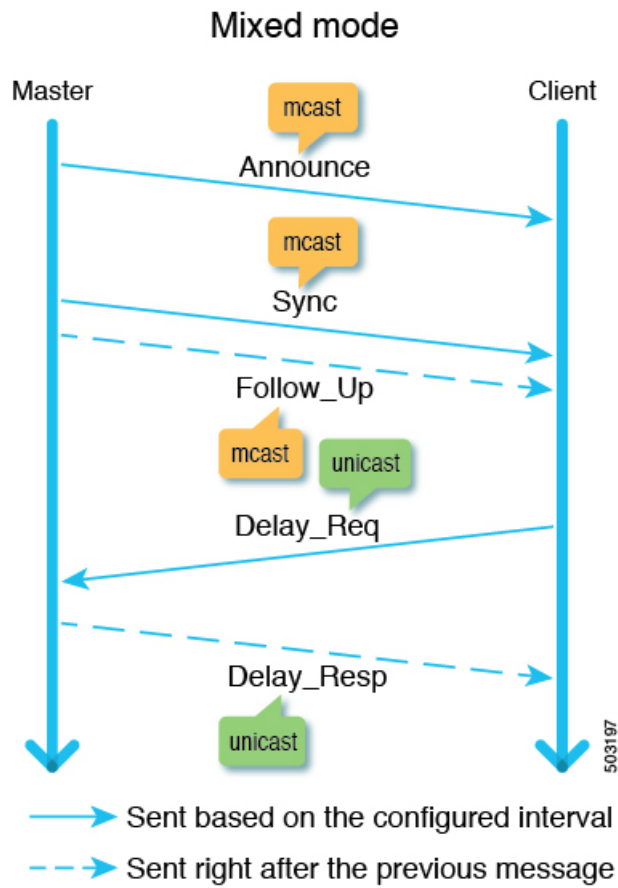 Mixed mode
Master
Client
mcast
Announce
mcast
Sync
Follow_Up
mcast
unicast
Delay_Req
Delay_Resp
unicast
503197
Sent based on the configured interval
Sent right after the previous message